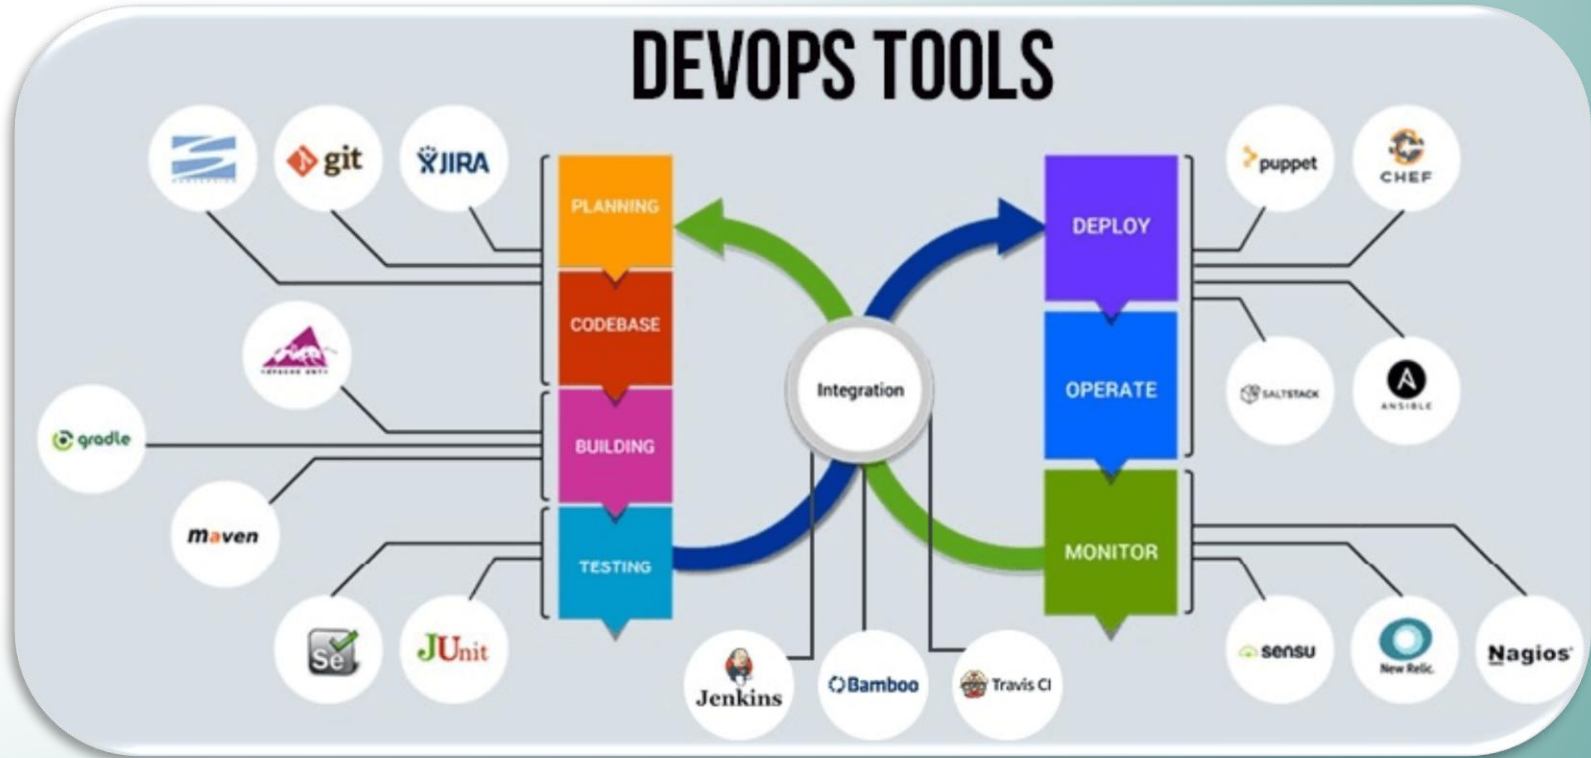 DEVOPS TOOLS
git
JIRA
PLANNING
CODEBASE
BUILDING
TESTING
gradle
maven
Se
JUnit
Integration
Jenkins
Bamboo
Travis CI
DEPLOY
OPERATE
MONITOR
puppet
CHEF
SALTSTACK
ANSIBLE
sensu
New Relic.
Nagios®